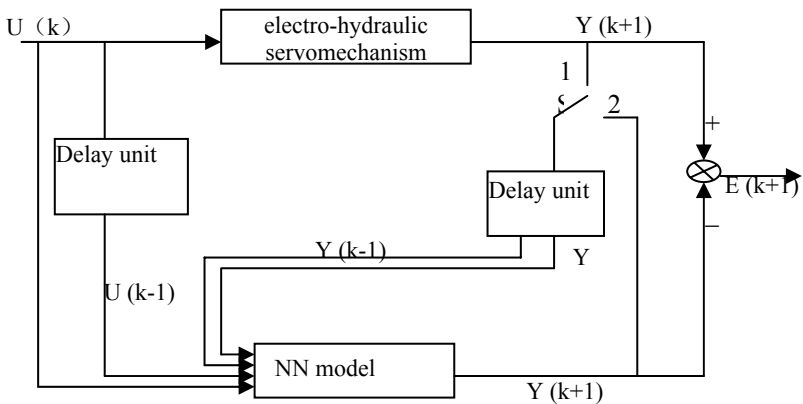 U（k）
electro-hydraulic
servomechanism
Y (k+1)
1
2
+
Delay unit
Delay unit
E (k+1)
−
Y (k-1)
Y
U (k-1)
NN model
Y (k+1)